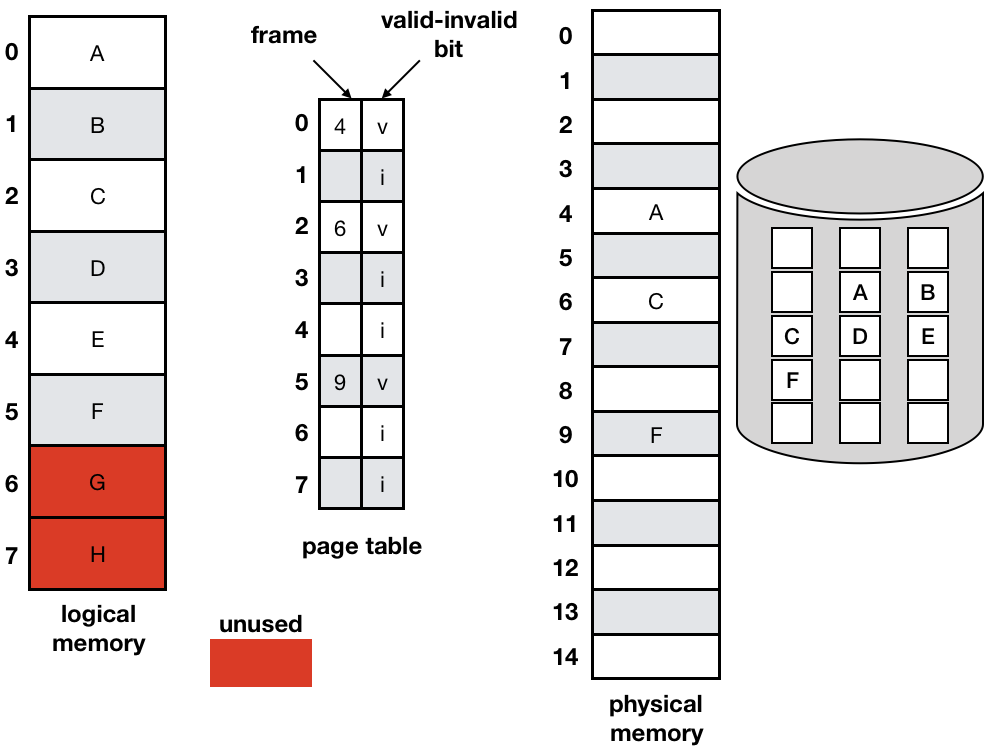 0 A
1 B
2 C
3 D
4 E
5 F
6 G
7 H
logical
memory
frame
valid-invalid
bit
0 4 v
1 i
2 6 v
3 i
4 i
5 9 v
6 i
7 i
page table
unused
0
1
2
3
4 A
5
6 C
7
8
9 F
10
11
12
13
14
physical
memory
A B
C D E
F